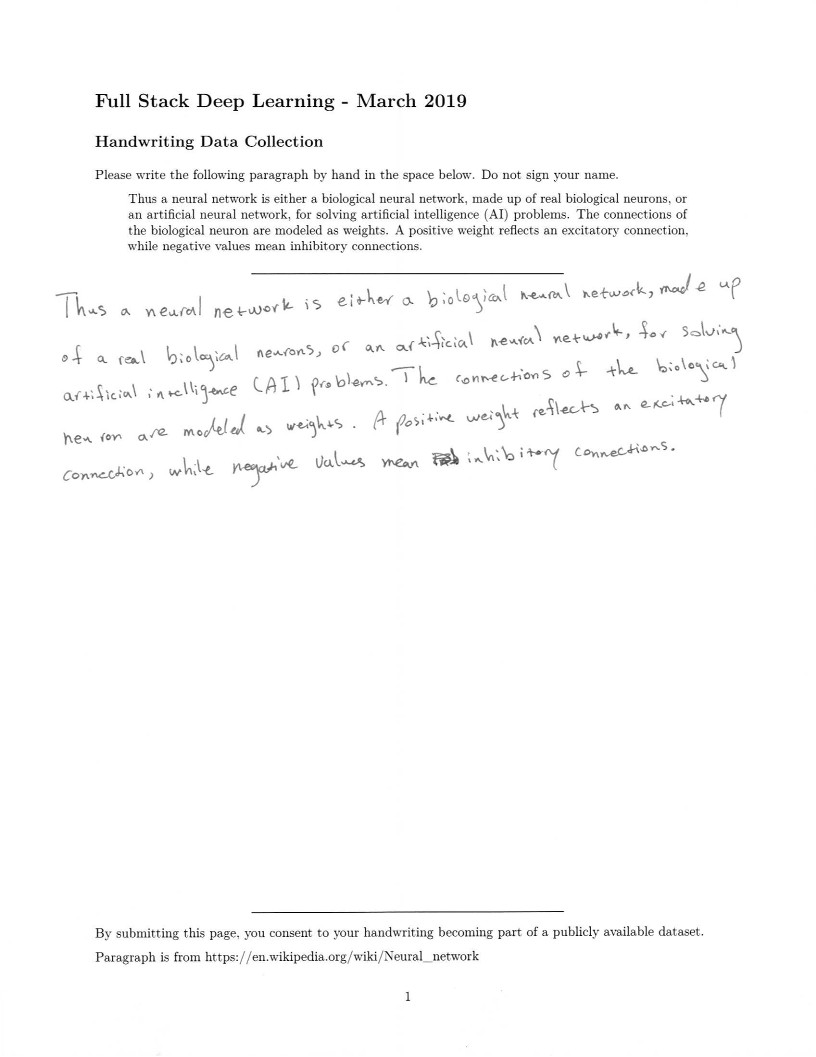 Full Stack Deep Learning - March 2019
Handwriting Data Collection
Please write the following paragraph by hand in the space below. Do not sign your name.
Thus a neural network is either a biological neural network, made up of real biological neurons, or
an artificial neural network, for solving artificial intelligence (AI) problems. The connections of
the biological neuron are modeled as weights. A positive weight reflects an excitatory connection,
while negative values mean inhibitory connections.
Thus a neural network is either a biological neural network, made up
of a real biological neurons, or an artificial neural network, for solving
artificial intelligence (AI) problems. The connections of the biological
neuron are modeled as weights. A positive weight reflects an excitatory
connection, while negative values mean inhibitory connections.
By submitting this page, you consent to your handwriting becoming part of a publicly available dataset.
Paragraph is from https://en.wikipedia.org/wiki/Neural_network
1